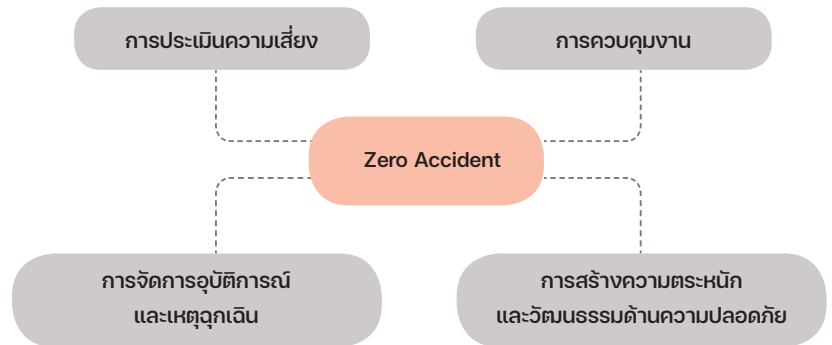 การประเมินความเสี่ยง
การควบคุมงาน
Zero Accident
การจัดการอุบัติการณ์
และเหตุฉุกเฉิน
การสร้างความตระหนัก
และวัฒนธรรมด้านความปลอดภัย